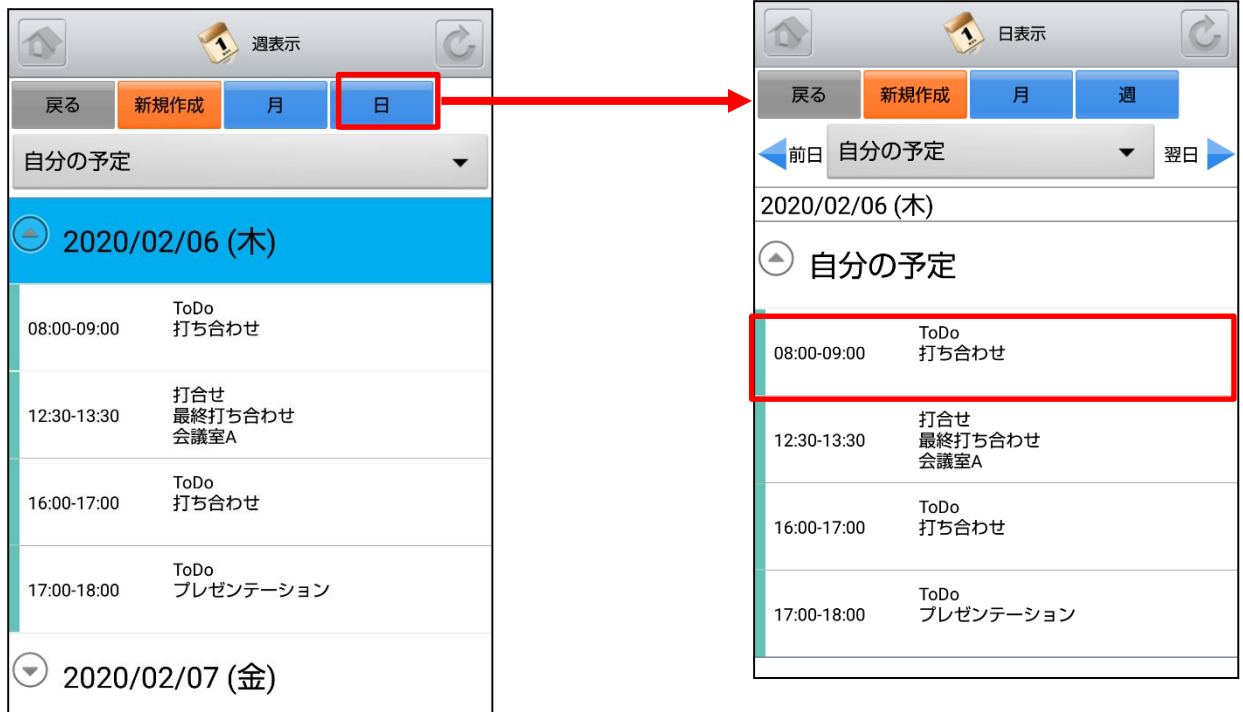 週表示
戻る 新規作成 月 日
自分の予定
2020/02/06 (木)
ToDo
08:00-09:00 打ち合わせ
打合せ
12:30-13:30 最終打ち合わせ
会議室A
ToDo
16:00-17:00 打ち合わせ
ToDo
17:00-18:00 プレゼンテーション
2020/02/07 (金)
日表示
戻る 新規作成 月 週
前日 自分の予定 翌日
2020/02/06 (木)
自分の予定
ToDo
08:00-09:00 打ち合わせ
打合せ
12:30-13:30 最終打ち合わせ
会議室A
ToDo
16:00-17:00 打ち合わせ
ToDo
17:00-18:00 プレゼンテーション